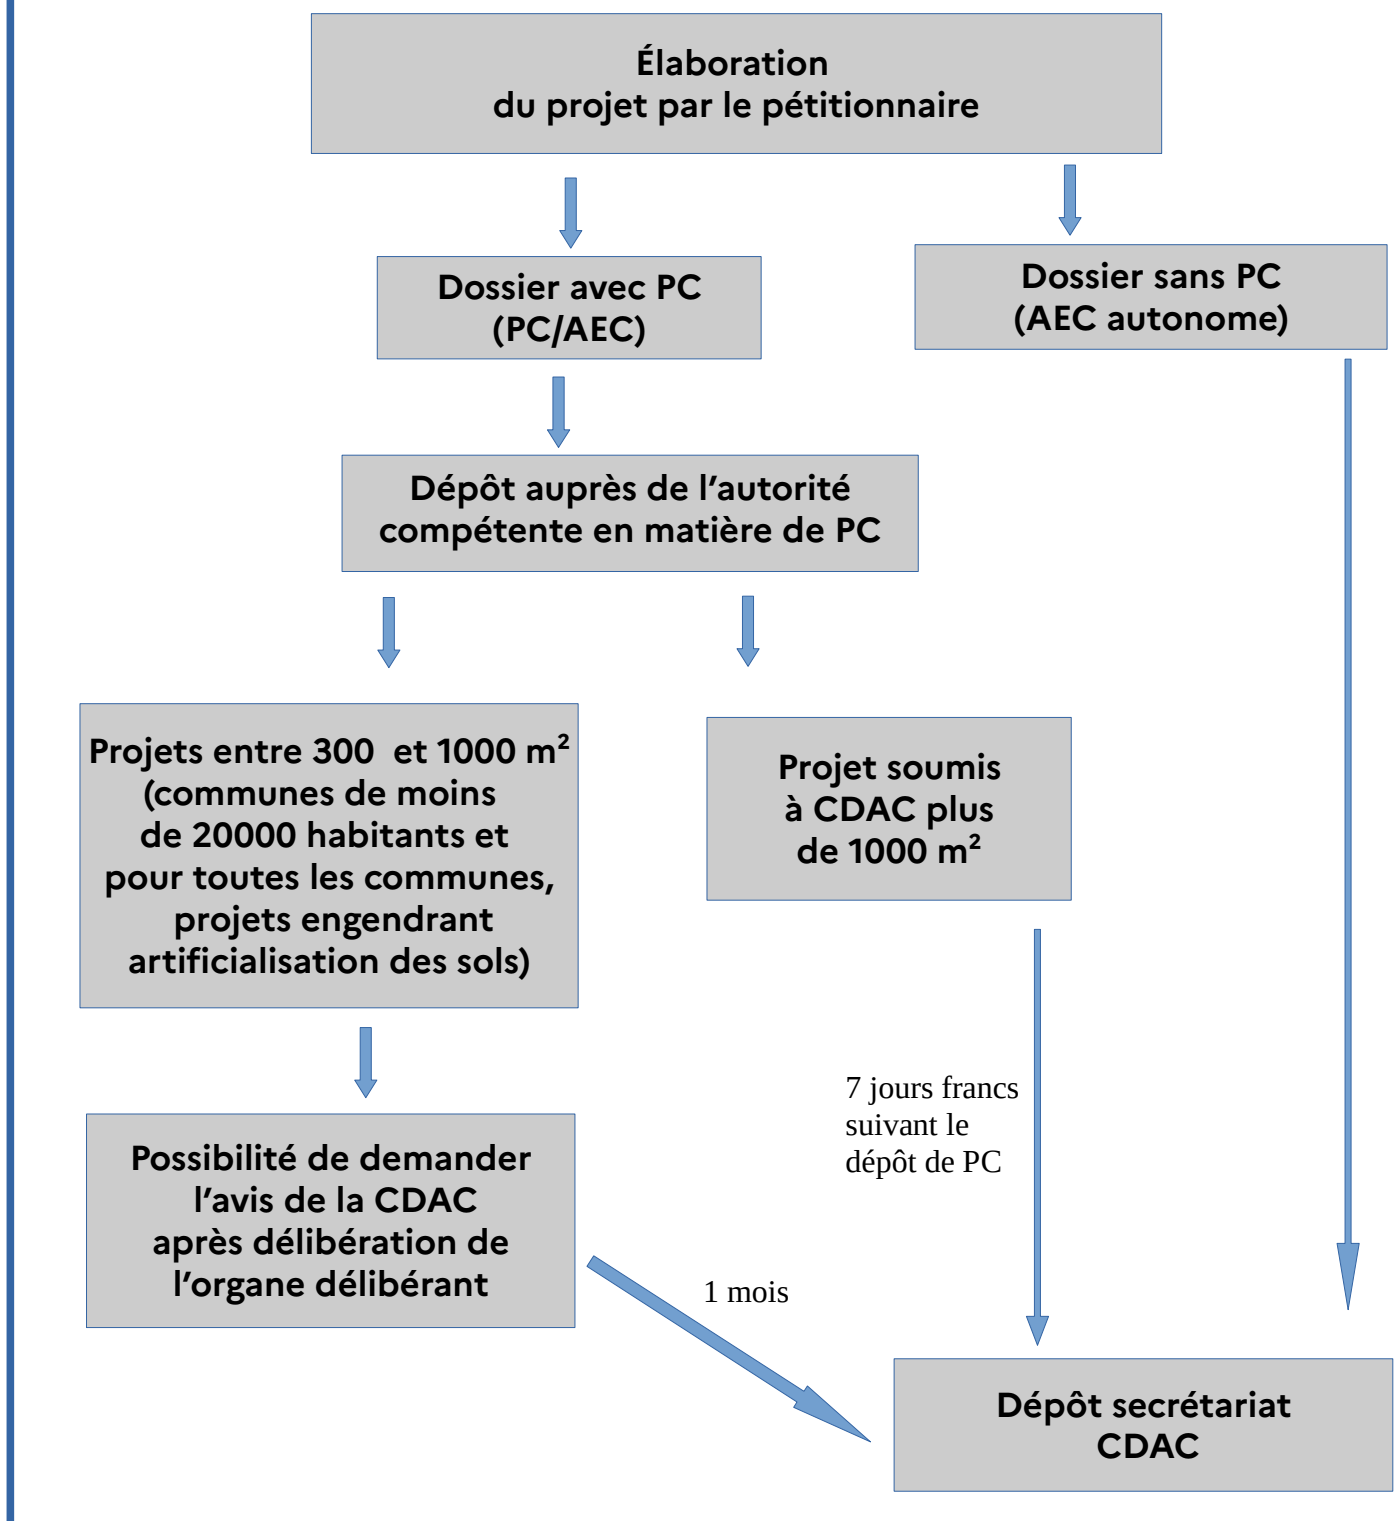 Élaboration
du projet par le pétitionnaire
Dossier avec PC
(PC/AEC)
Dossier sans PC
(AEC autonome)
Dépôt auprès de l’autorité
compétente en matière de PC
Projets entre 300 et 1000 m²
(communes de moins
de 20000 habitants et
pour toutes les communes,
projets engendrant
artificialisation des sols)
Projet soumis
à CDAC plus
de 1000 m²
7 jours francs
suivant le
dépôt de PC
Possibilité de demander
l’avis de la CDAC
après délibération de
l’organe délibérant
1 mois
Dépôt secrétariat
CDAC